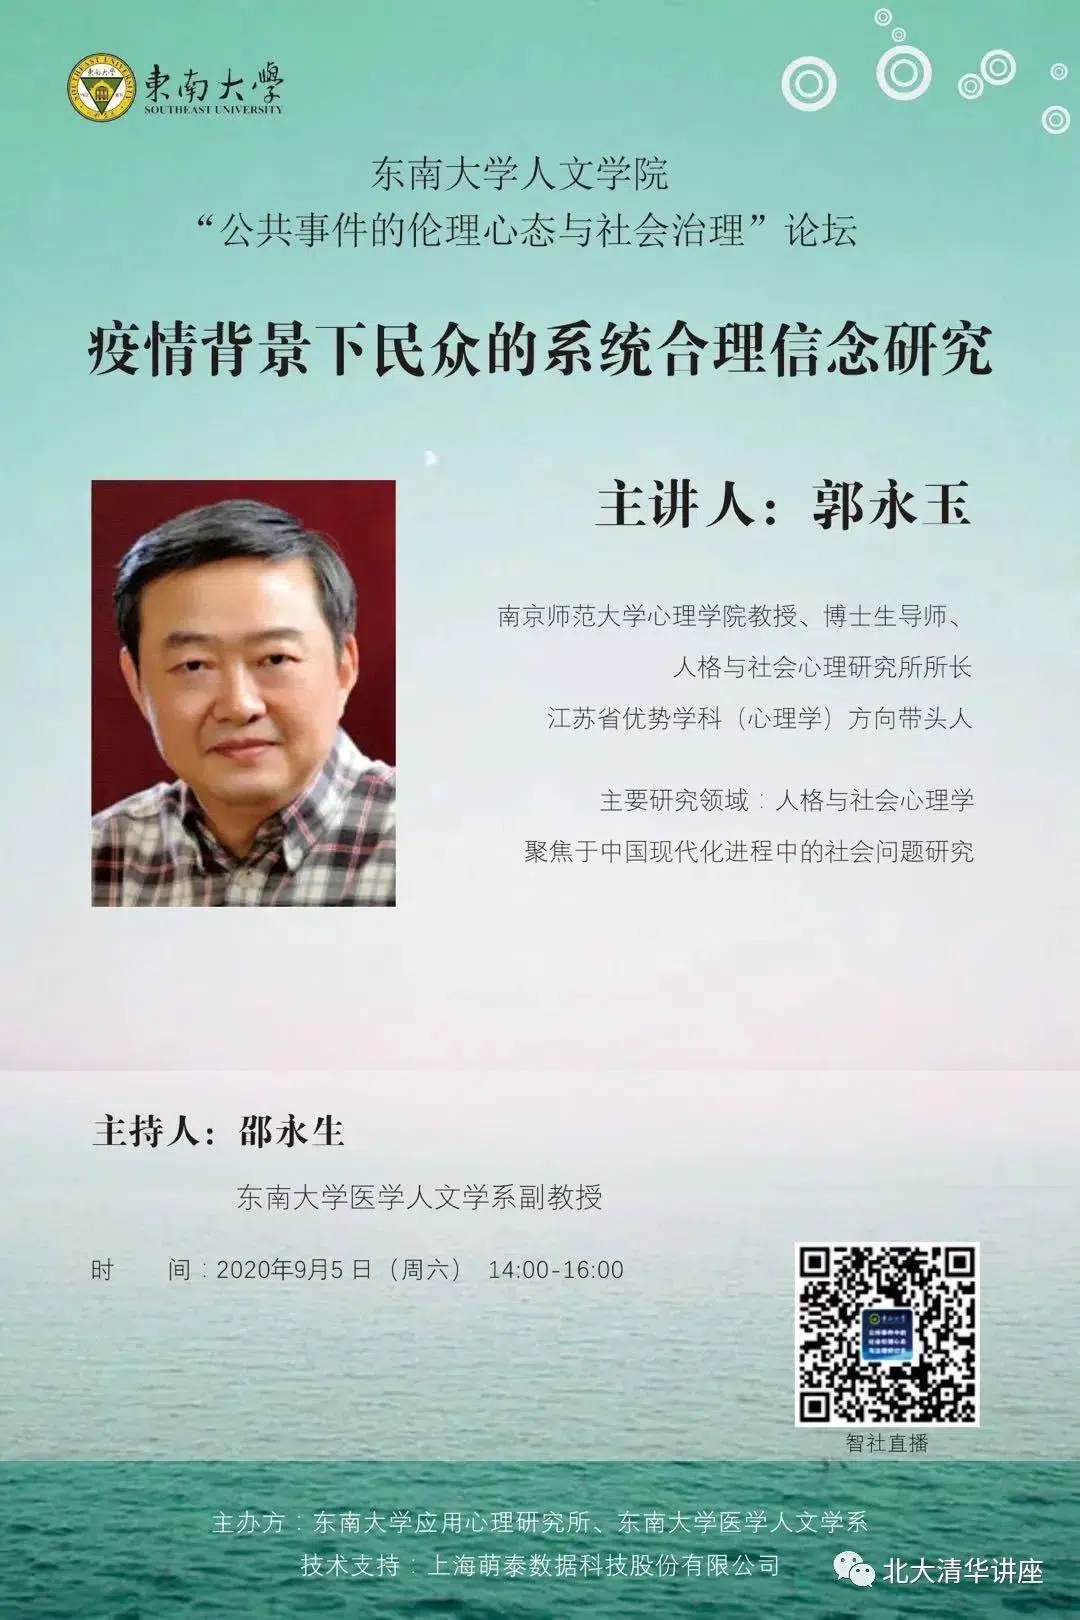 東南大學
SOUTHEAST UNIVERSITY
东南大学人文学院
“公共事件的伦理心态与社会治理”论坛
疫情背景下民众的系统合理信念研究
主讲人：郭永玉
南京师范大学心理学院教授、博士生导师、
人格与社会心理研究所所长
江苏省优势学科（心理学）方向带头人
主要研究领域：人格与社会心理学
聚焦于中国现代化进程中的社会问题研究
主持人：邵永生
东南大学医学人文学系副教授
时 间：2020年9月5日（周六） 14:00-16:00
智社直播
主办方：东南大学应用心理研究所、东南大学医学人文学系
技术支持：上海萌泰数据科技股份有限公司
北大清华讲座